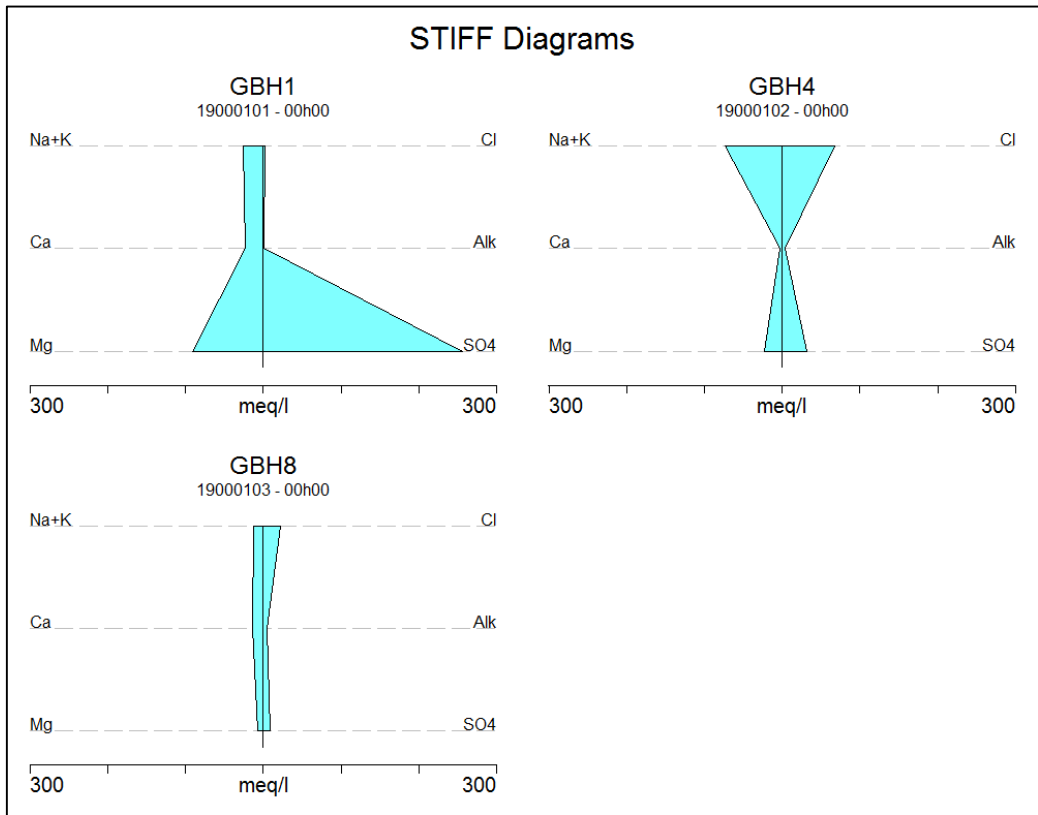 STIFF Diagrams
GBH1
19000101 - 00h00
Na+K Cl
Ca Alk
Mg SO4
300 meq/l 300
GBH4
19000102 - 00h00
Na+K Cl
Ca Alk
Mg SO4
300 meq/l 300
GBH8
19000103 - 00h00
Na+K Cl
Ca Alk
Mg SO4
300 meq/l 300